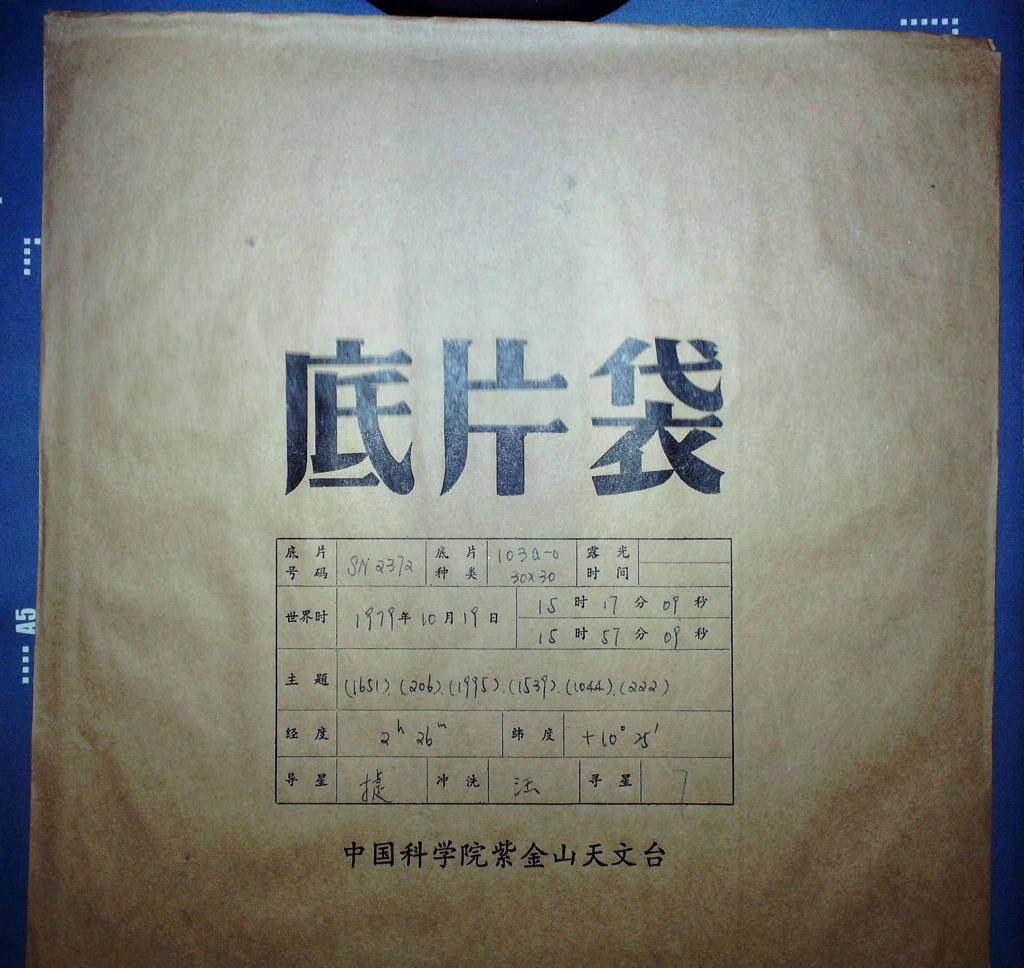 底片袋
底片号码 SN2372 底片种类 103a-o 30×30 露光时间
世界时 1979年10月19日 15时17分09秒
15时57分09秒
主题 (1651).(206).(1995).(1539).(1044).(222)
经度 2h 26m 纬度 +10° 25′
导星 捷 冲洗 汪 寻星
中国科学院紫金山天文台
A5